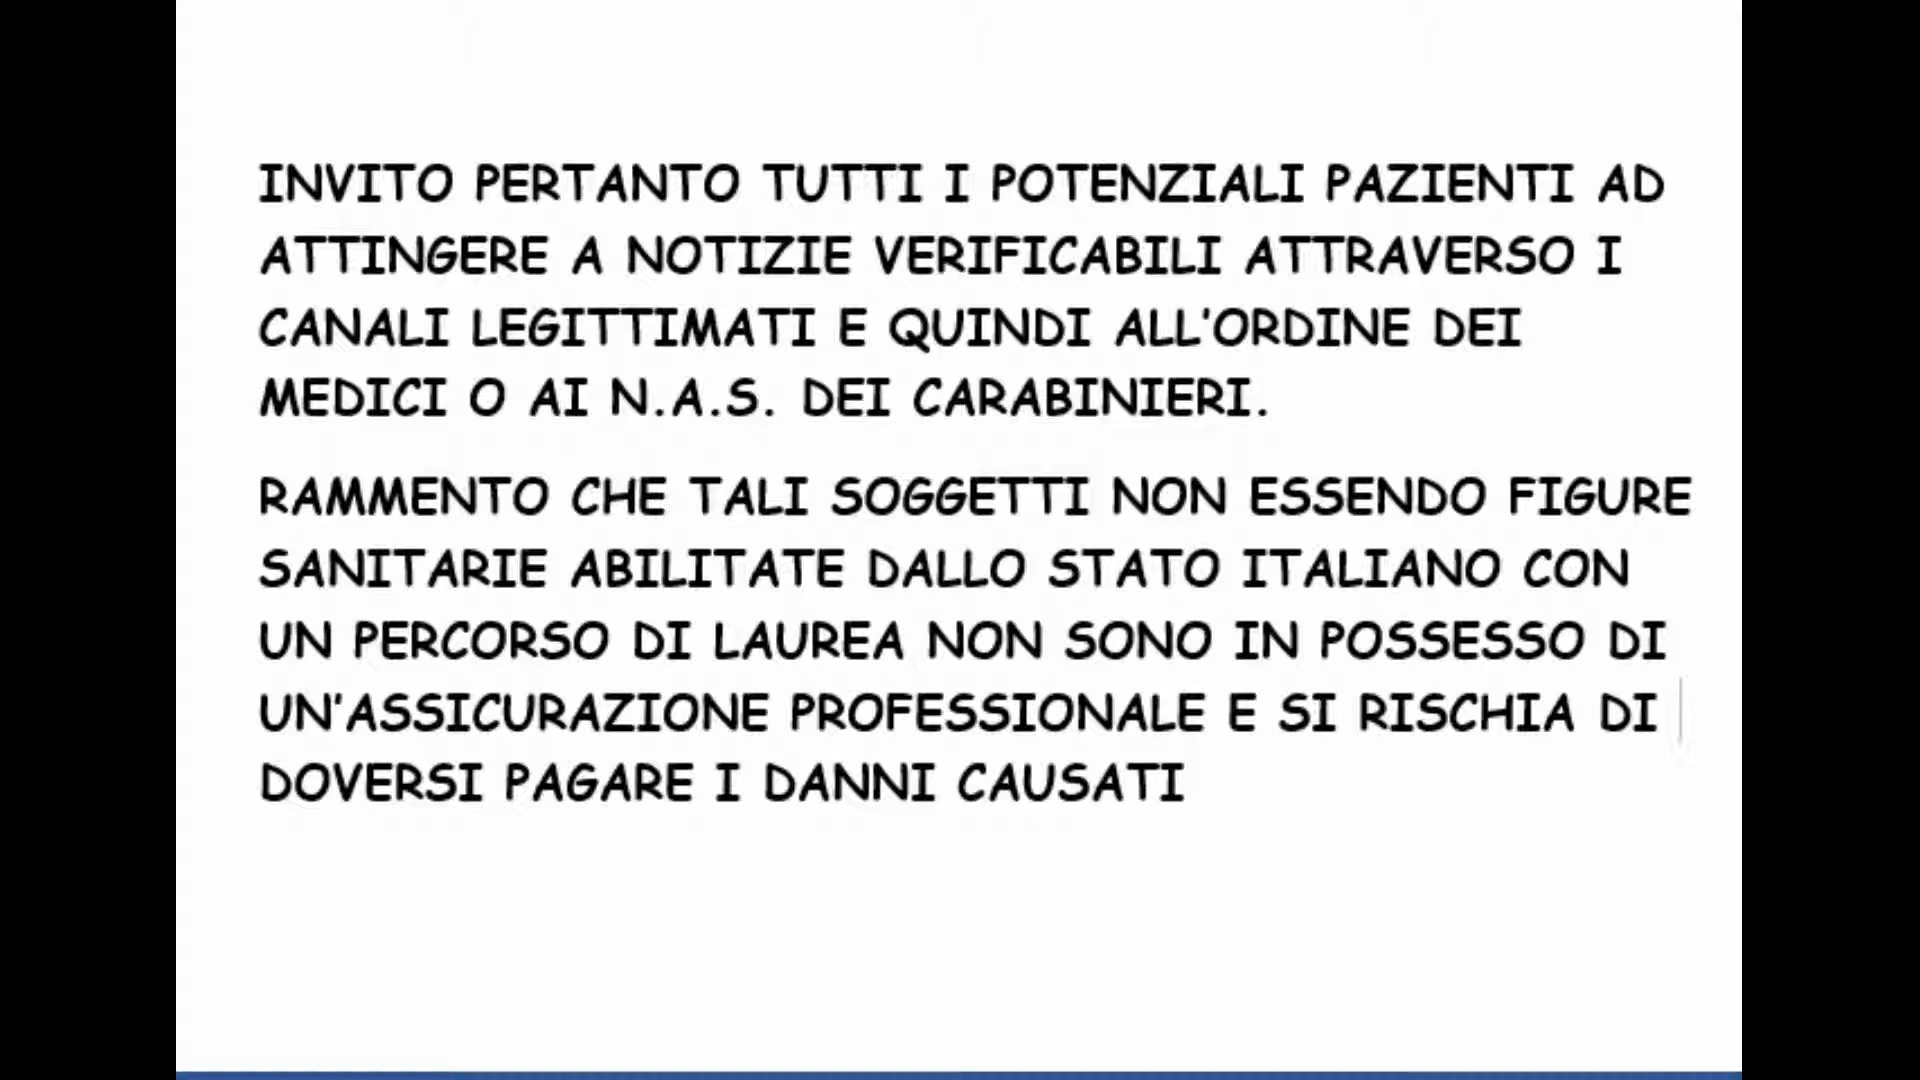 INVITO PERTANTO TUTTI I POTENZIALI PAZIENTI AD
ATTINGERE A NOTIZIE VERIFICABILI ATTRAVERSO I
CANALI LEGITTIMATI E QUINDI ALL'ORDINE DEI
MEDICI O AI N.A.S. DEI CARABINIERI.
RAMMENTO CHE TALI SOGGETTI NON ESSENDO FIGURE
SANITARIE ABILITATE DALLO STATO ITALIANO CON
UN PERCORSO DI LAUREA NON SONO IN POSSESSO DI
UN'ASSICURAZIONE PROFESSIONALE E SI RISCHIA DI
DOVERSI PAGARE I DANNI CAUSATI